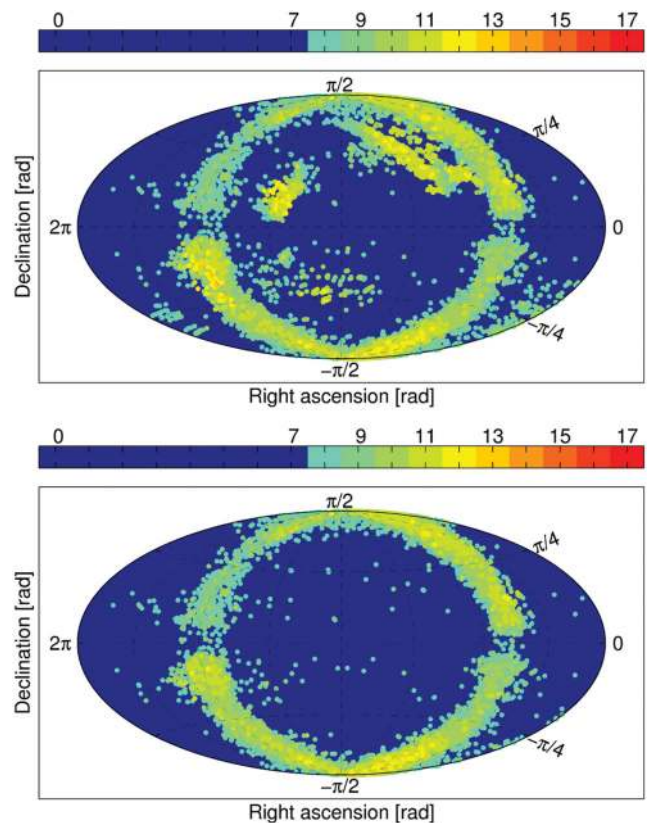 0 7 9 11 13 15 17
π/2
π/4
Declination [rad]
2π
0
−π/4
−π/2
Right ascension [rad]
0 7 9 11 13 15 17
π/2
π/4
Declination [rad]
2π
0
−π/4
−π/2
Right ascension [rad]